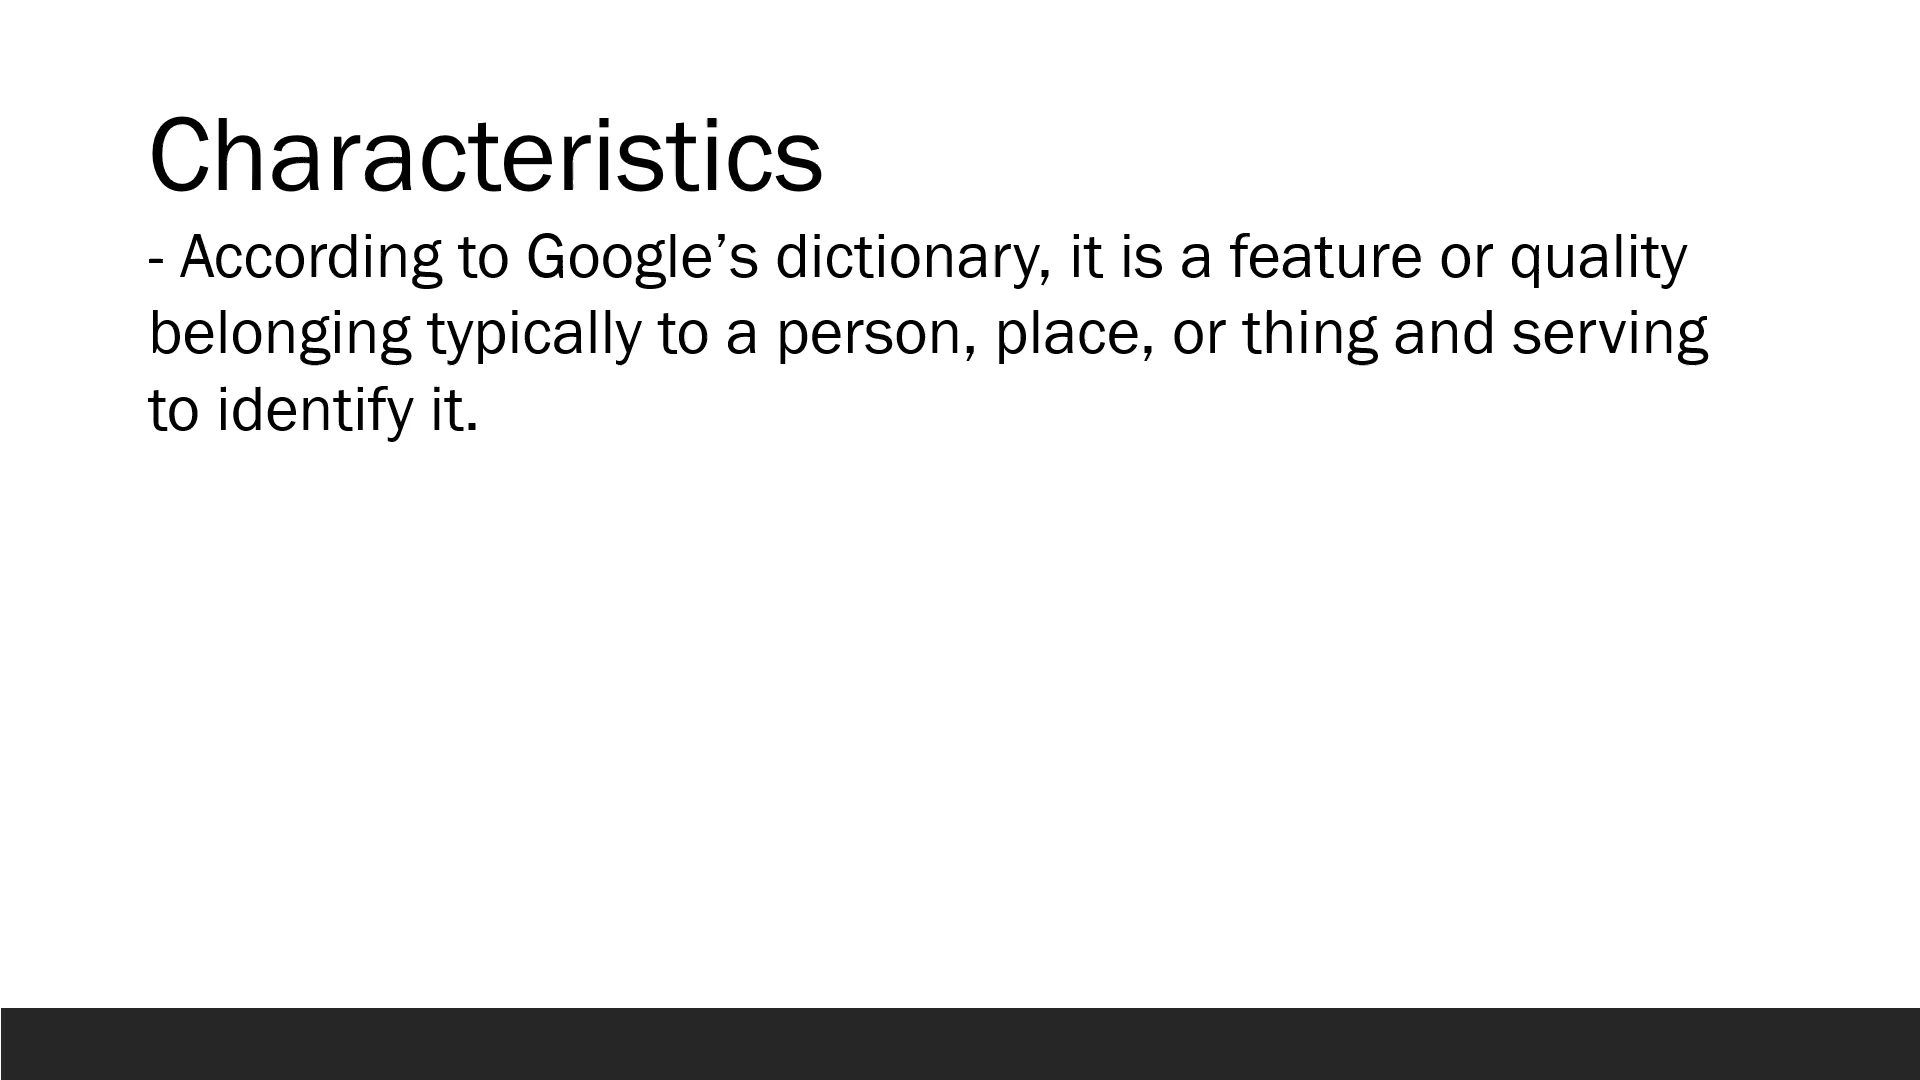 Characteristics
- According to Google’s dictionary, it is a feature or quality
belonging typically to a person, place, or thing and serving
to identify it.